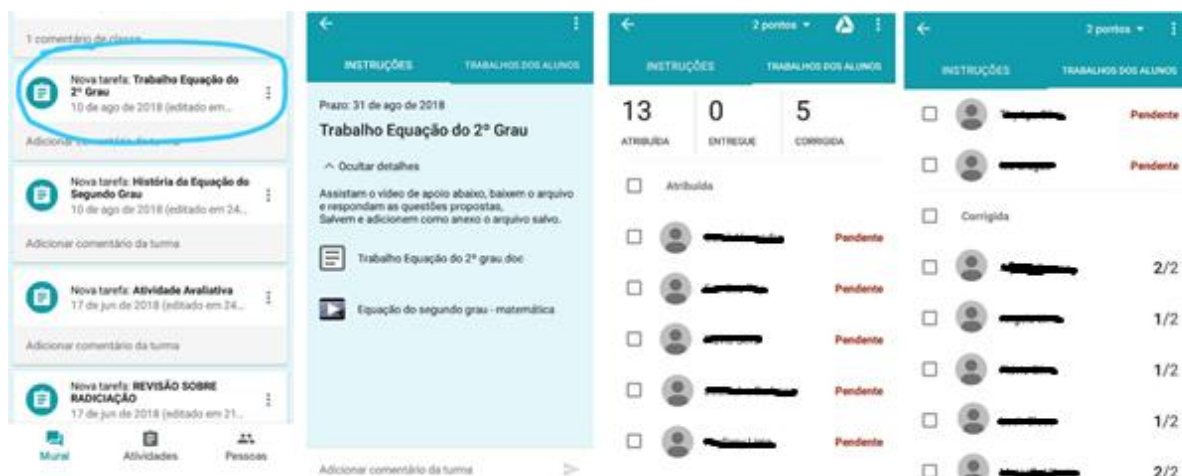 1 comentário de classe
Nova tarefa: Trabalho Equação do
2º Grau
10 de ago de 2018 (editado em...
Adicionar comentário da turma
Nova tarefa: História da Equação do
Segundo Grau
10 de ago de 2018 (editado em 24...
Adicionar comentário da turma
Nova tarefa: Atividade Avaliativa
17 de jun de 2018 (editado em 24...
Adicionar comentário da turma
Nova tarefa: REVISÃO SOBRE
RADICIAÇÃO
17 de jun de 2018 (editado em 21...
Mural
Atividades
Pessoas
INSTRUÇÕES
TRABALHOS DOS ALUNOS
Prazo: 31 de ago de 2018
Trabalho Equação do 2º Grau
Ocultar detalhes
Assistam o vídeo de apoio abaixo, baixem o arquivo
e respondam as questões propostas,
Salvem e adicionem como anexo o arquivo salvo.
Trabalho Equação do 2º grau.doc
Equação do segundo grau - matemática
Adicionar comentário da turma
2 pontos
INSTRUÇÕES
TRABALHOS DOS ALUNOS
13 0 5
ATRIBUÍDA ENTREGUE CORRIGIDA
Atribuída
Pendente
Pendente
Pendente
Pendente
Pendente
2 pontos
INSTRUÇÕES
TRABALHOS DOS ALUNOS
Pendente
Pendente
Corrigida
2/2
1/2
1/2
1/2
2/2